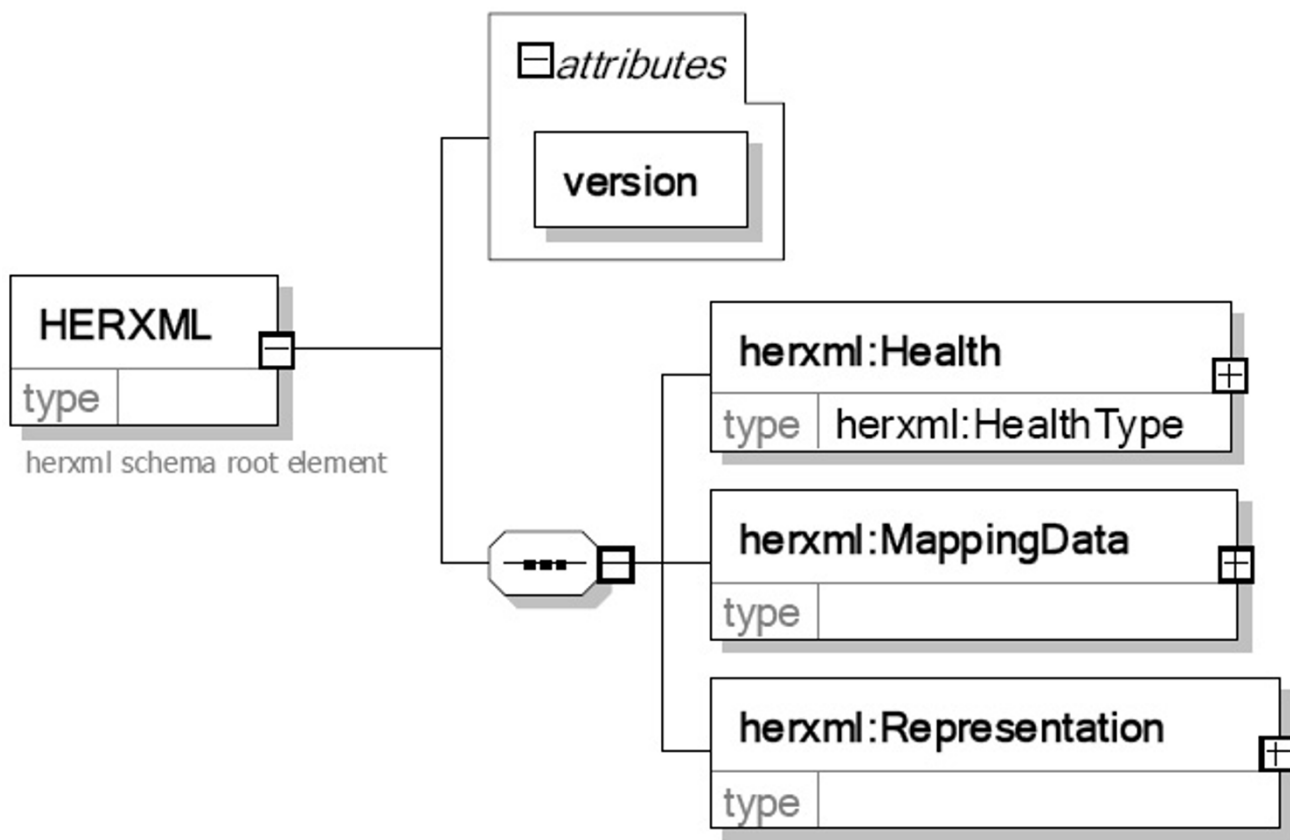 attributes
version
HERXML
type
herxml schema root element
herxml:Health
type herxml:HealthType
herxml:MappingData
type
herxml:Representation
type